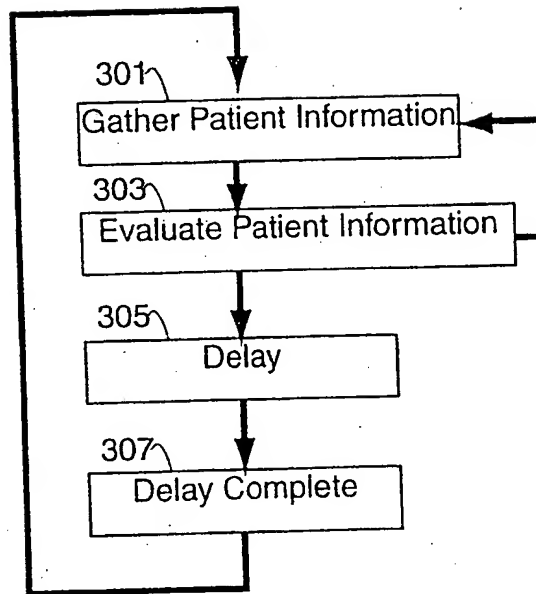 301
Gather Patient Information
303
Evaluate Patient Information
305
Delay
307
Delay Complete